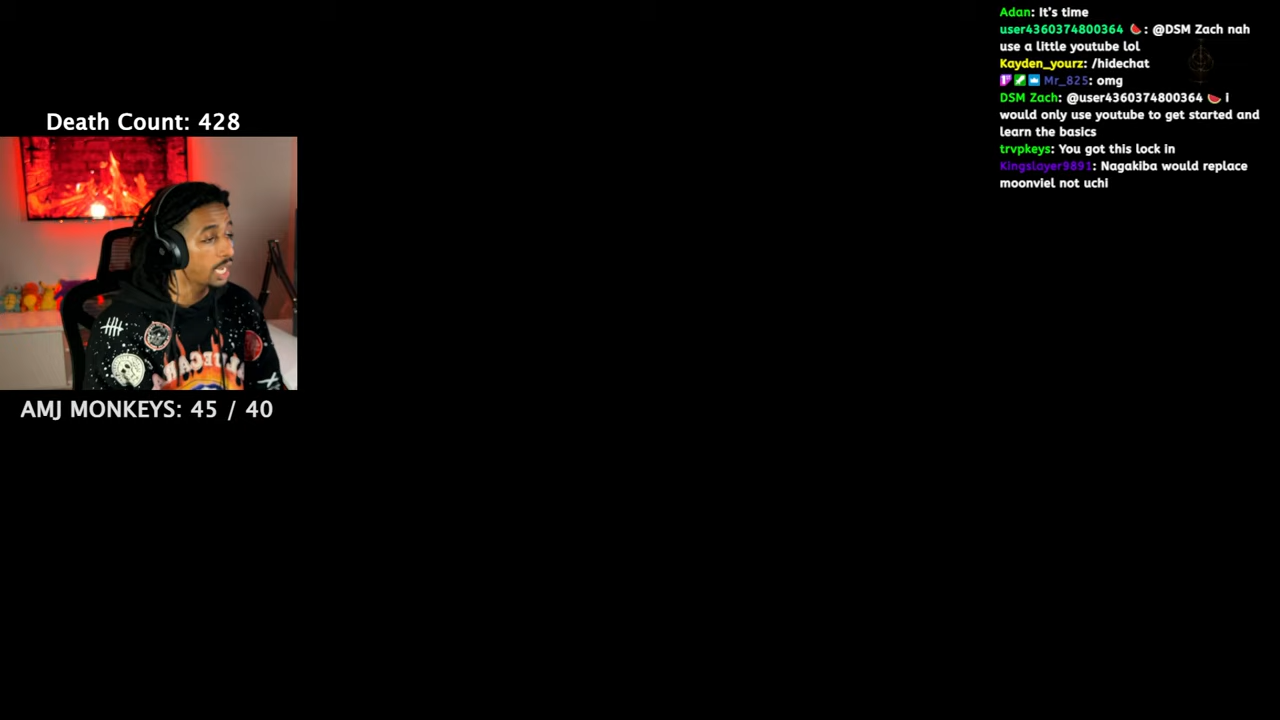 Adan: It's time
user4360374800364 🍉: @DSM Zach nah
use a little youtube lol
Kayden_yourz: /hidechat
Mr_825: omg
DSM Zach: @user4360374800364 🍉 i
would only use youtube to get started and
learn the basics
trvpkeys: You got this lock in
Kingslayer9891: Nagakiba would replace
moonviel not uchi
Death Count: 428
AMJ MONKEYS: 45 / 40